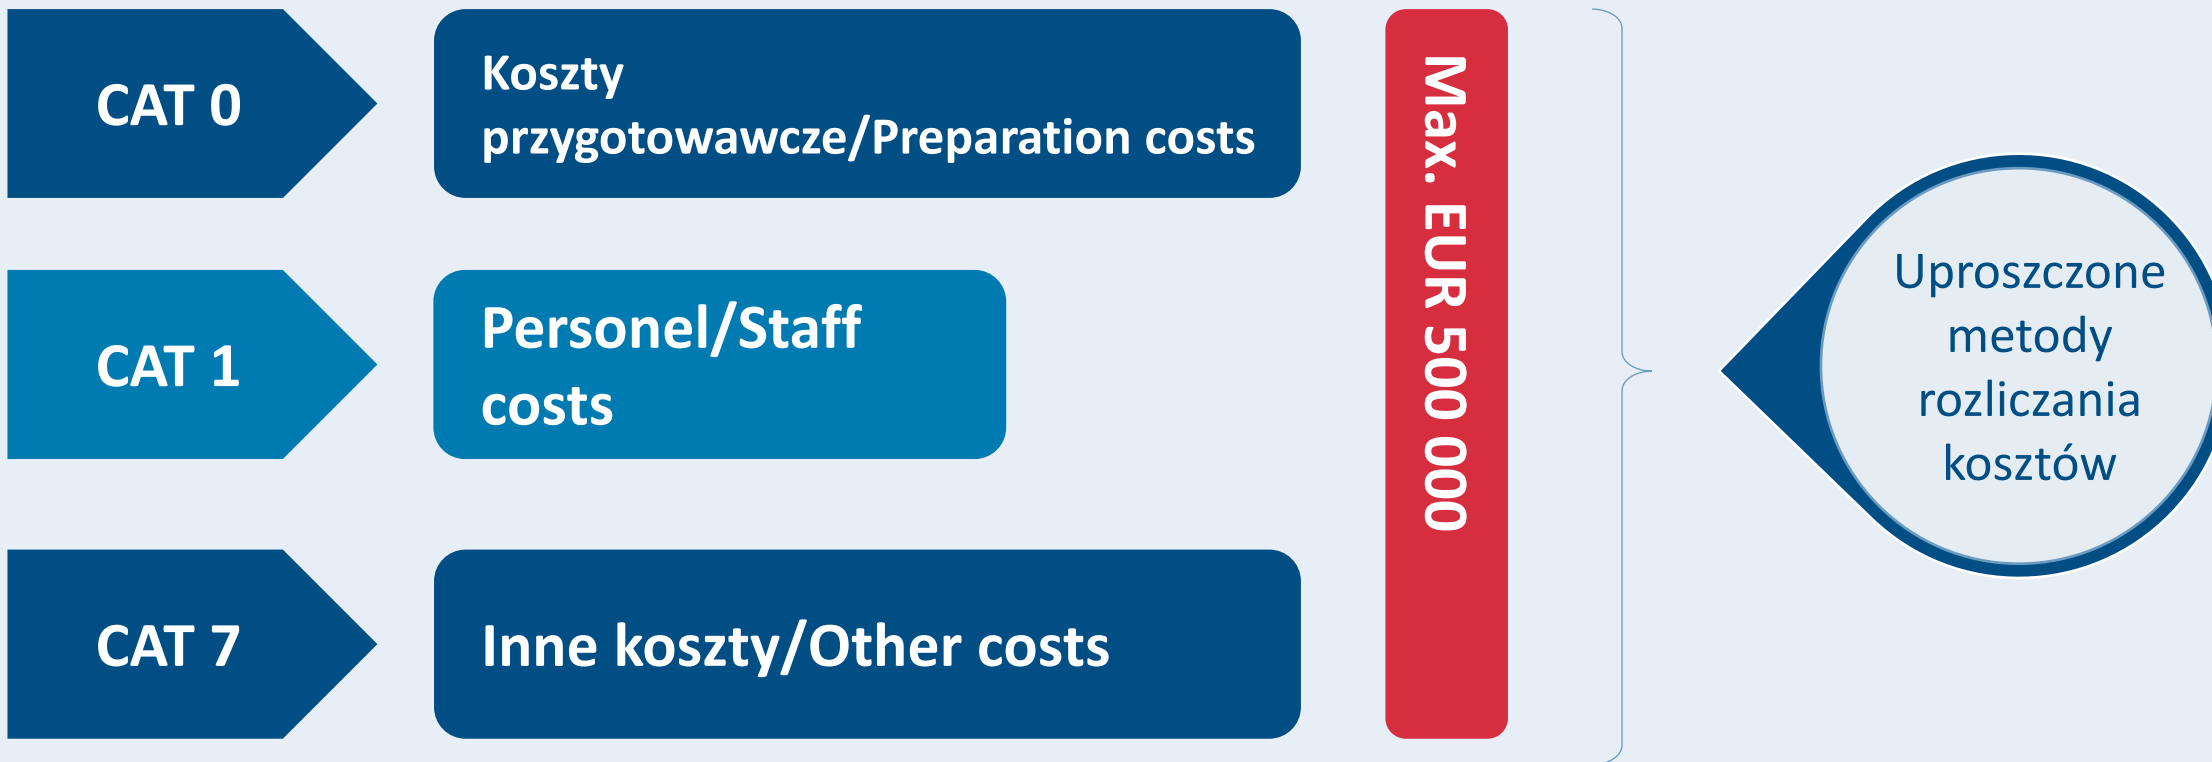 CAT 0
Koszty
przygotowawcze/Preparation costs
CAT 1
Personel/Staff
costs
CAT 7
Inne koszty/Other costs
Max. EUR 500 000
Uproszczone
metody
rozliczania
kosztów